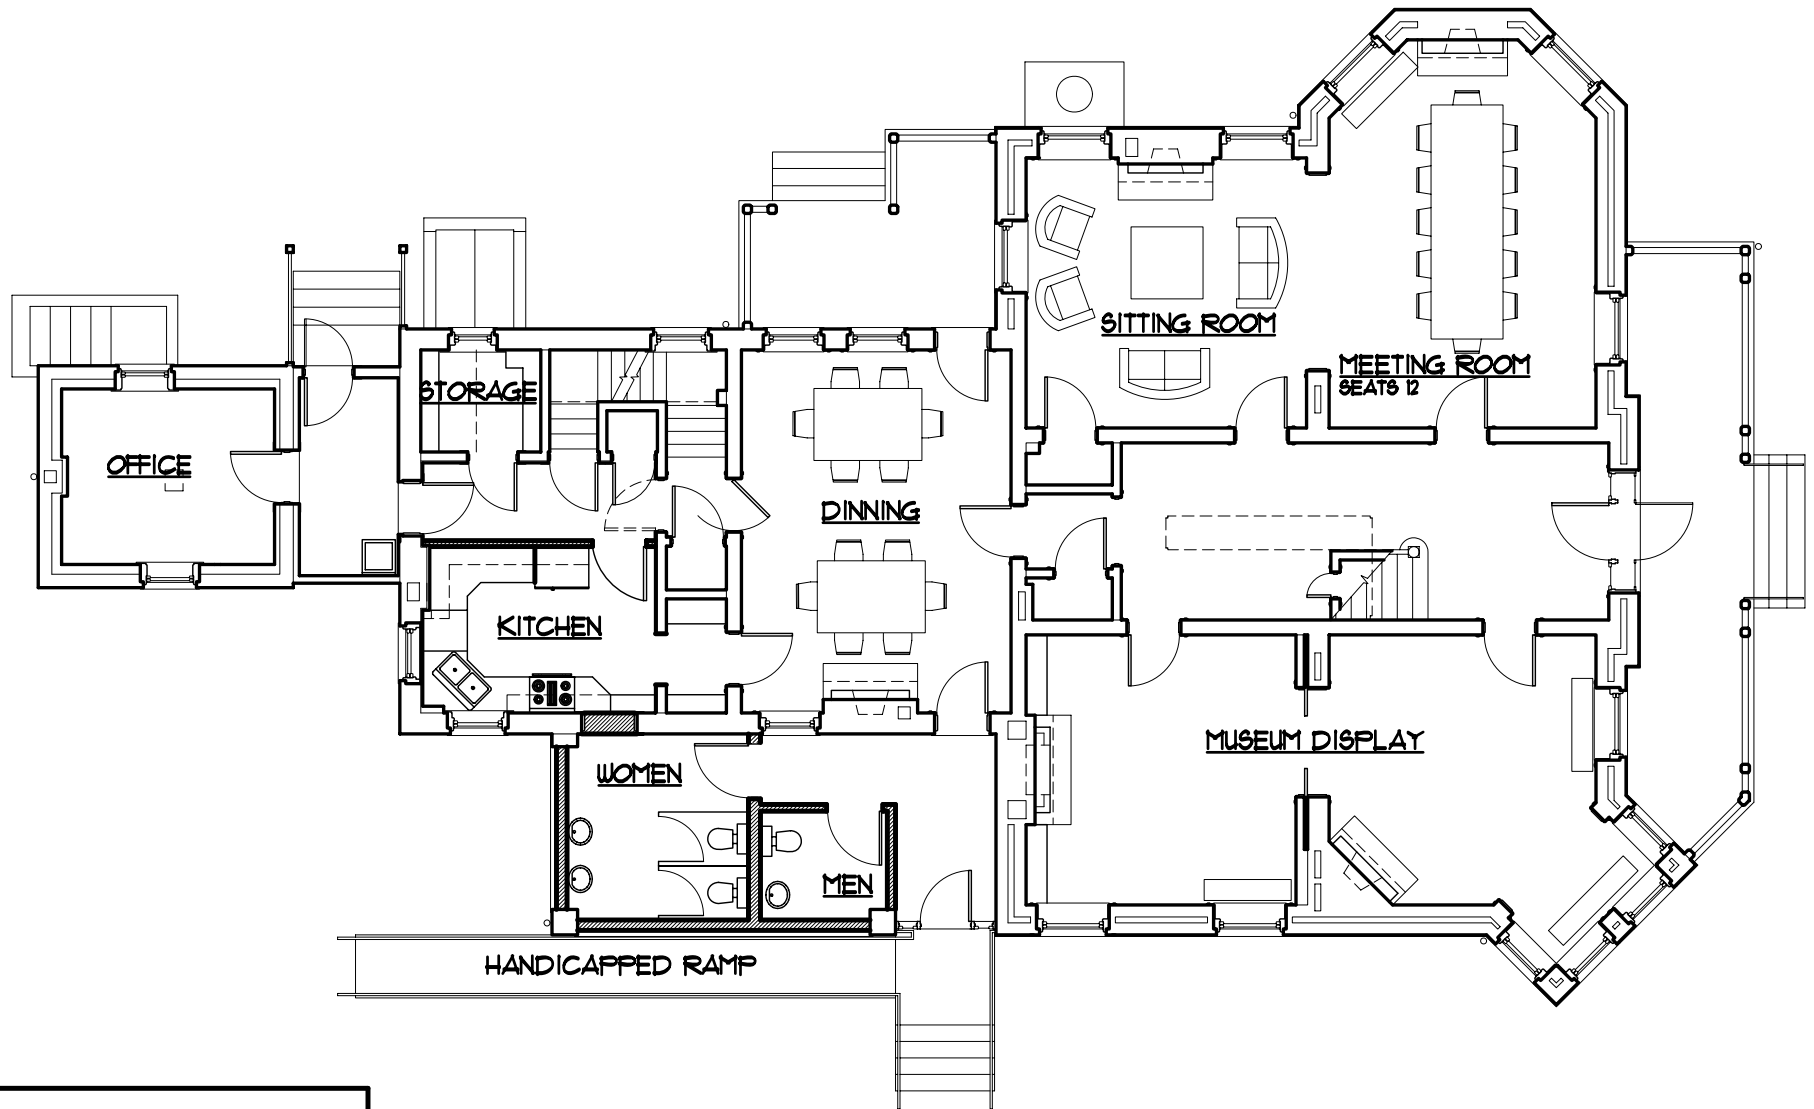 SITTING ROOM
MEETING ROOM
SEATS 12
STORAGE
OFFICE
DINNING
KITCHEN
MUSEUM DISPLAY
WOMEN
MEN
HANDICAPPED RAMP